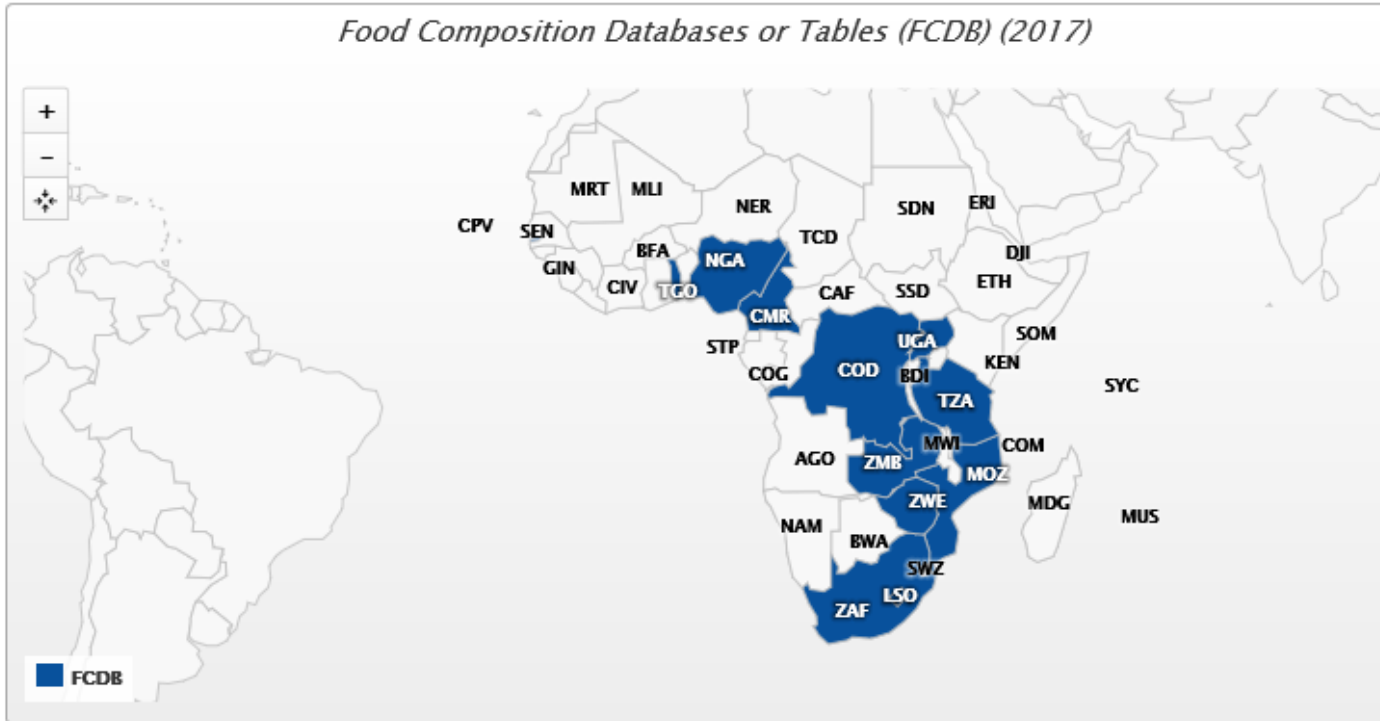 Food Composition Databases or Tables (FCDB) (2017)
+
−
MRT MLI
NER SDN ERI
CPV SEN
TCD
BFA NGA DJI
GIN
CIV TGO CAF SSD ETH
CMR
STP UGA SOM
COG COD BDI KEN
TZA SYC
AGO ZMB MWI COM
MOZ
ZWE MDG MUS
NAM BWA
SWZ
ZAF LSO
FCDB